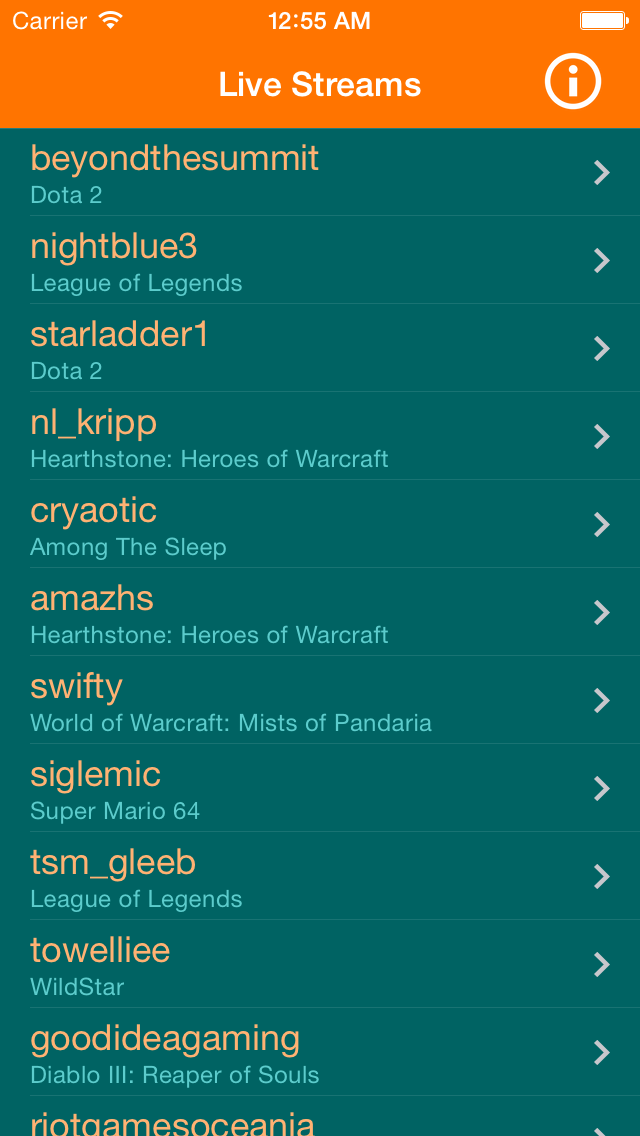 Carrier 12:55 AM
Live Streams
beyondthesummit
Dota 2
nightblue3
League of Legends
starladder1
Dota 2
nl_kripp
Hearthstone: Heroes of Warcraft
cryaotic
Among The Sleep
amazhs
Hearthstone: Heroes of Warcraft
swifty
World of Warcraft: Mists of Pandaria
siglemic
Super Mario 64
tsm_gleeb
League of Legends
towelliee
WildStar
goodideagaming
Diablo III: Reaper of Souls
riotgamesoceania